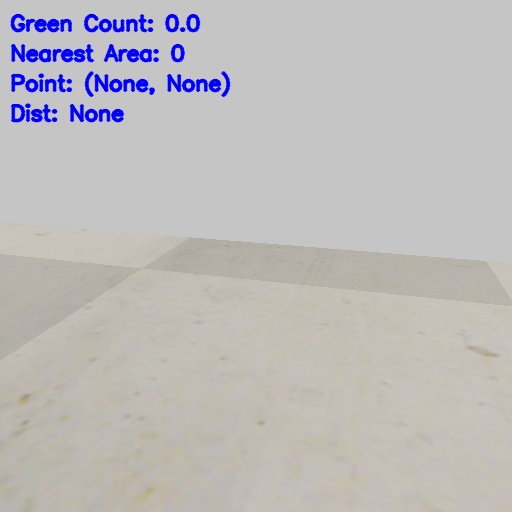 Green Count: 0.0
Nearest Area: 0
Point: (None, None)
Dist: None